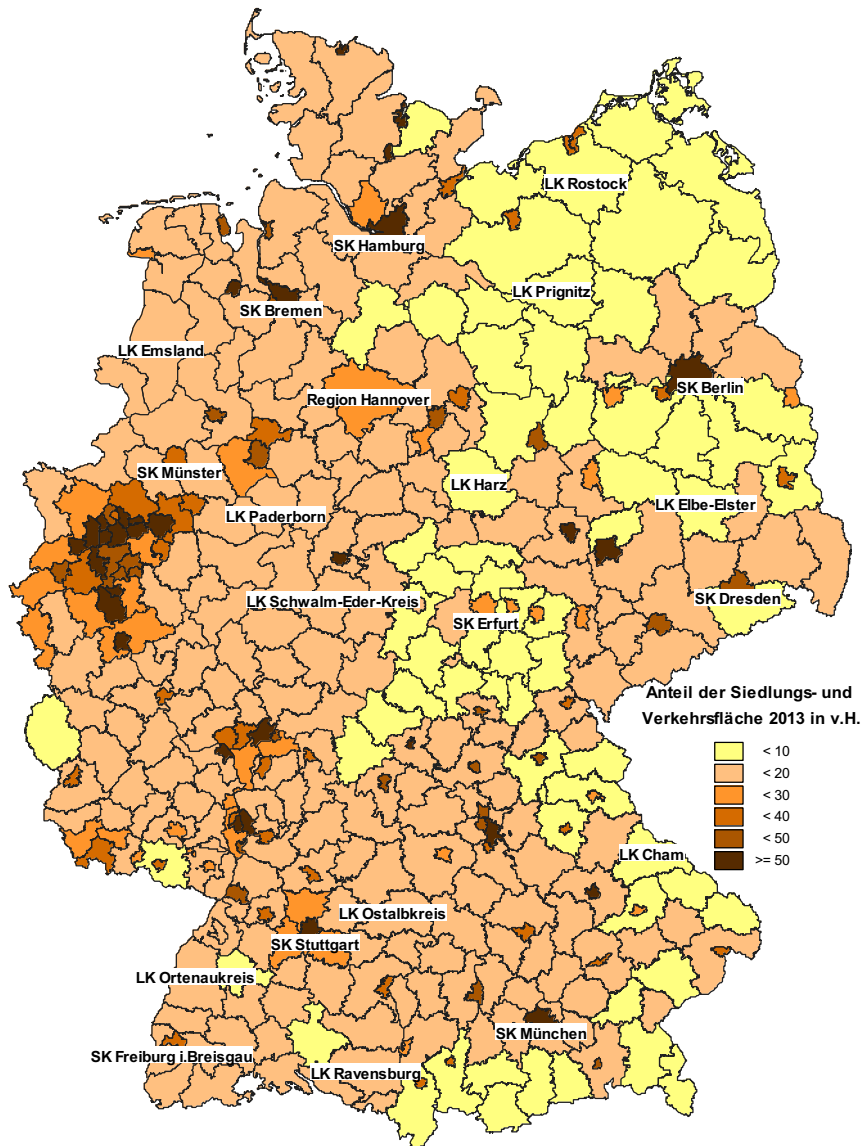 LK Rostock
SK Hamburg
LK Prignitz
SK Bremen
LK Emsland
SK Berlin
Region Hannover
SK Münster
LK Harz
LK Elbe-Elster
LK Paderborn
SK Dresden
LK Schwalm-Eder-Kreis
SK Erfurt
Anteil der Siedlungs- und
Verkehrsfläche 2013 in v.H.
< 10
< 20
< 30
< 40
< 50
>= 50
LK Cham
LK Ostalbkreis
SK Stuttgart
LK Ortenaukreis
SK München
SK Freiburg i.Breisgau
LK Ravensburg